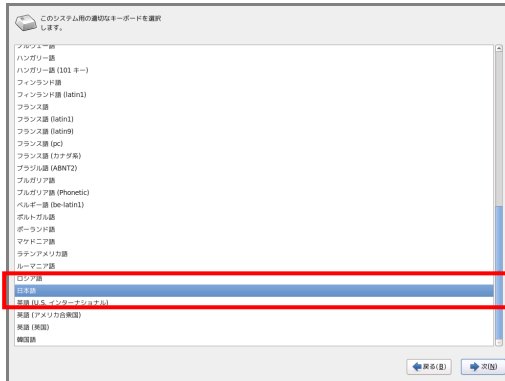 このシステム用の適切なキーボードを選択
します。
ノルウェー語
ハンガリー語
ハンガリー語 (101 キー)
フィンランド語
フィンランド語 (latin1)
フランス語
フランス語 (latin1)
フランス語 (latin9)
フランス語 (pc)
フランス語 (カナダ系)
ブラジル語 (ABNT2)
ブルガリア語
ブルガリア語 (Phonetic)
ベルギー語 (be-latin1)
ポルトガル語
ポーランド語
マケドニア語
ラテンアメリカ語
ルーマニア語
ロシア語
日本語
英語 (U.S. インターナショナル)
英語 (アメリカ合衆国)
英語 (英国)
韓国語
戻る(B) 次(N)